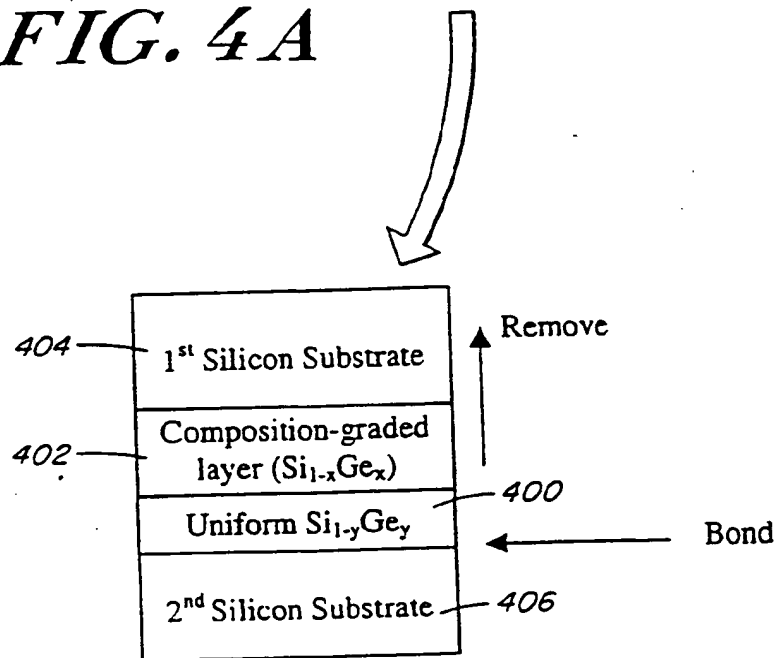 FIG. 4A
404
1st Silicon Substrate
Remove
402
Composition-graded
layer (Si1-xGex)
400
Uniform Si1-yGey
Bond
2nd Silicon Substrate
406